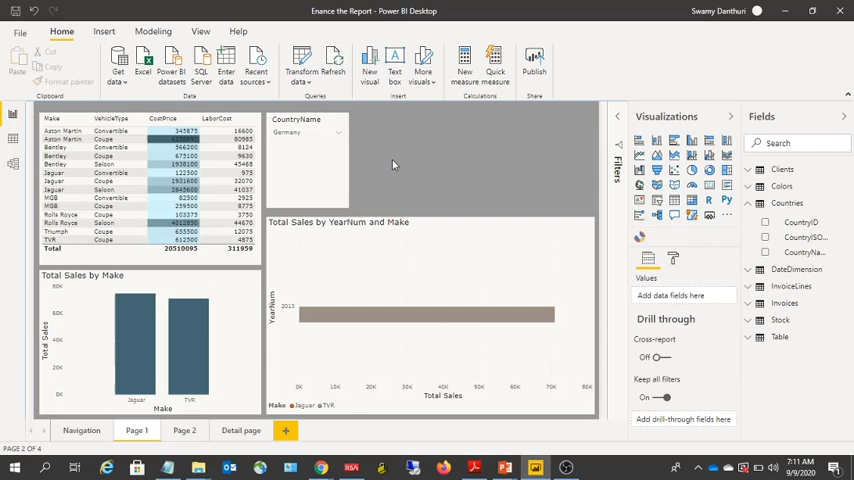 Enance the Report - Power BI Desktop
Swamy Danthuri
File
Home
Insert
Modeling
View
Help
Paste
Cut
Copy
Format painter
Clipboard
Get data
Excel
Power BI datasets
SQL Server
Enter data
Recent sources
Transform data
Refresh
Queries
New visual
Text box
More visuals
Insert
New measure
Quick measure
Calculations
Publish
Share
Make VehicleType CostPrice LaborCost
Aston Martin Convertible 345875 16600
Aston Martin Coupe 80985
Bentley Convertible 566200 8124
Bentley Coupe 675100 9630
Bentley Saloon 1938100 45468
Jaguar Convertible 122500 975
Jaguar Coupe 1931600 32070
Jaguar Saloon 2845600 41037
MGB Convertible 82500 2925
MGB Coupe 259500 8775
Rolls Royce Coupe 103375 3750
Rolls Royce Saloon 4012850 44670
Triumph Coupe 655500 12075
TVR Coupe 612500 4875
Total 20510095 311959
CountryName
Germany
Total Sales by YearNum and Make
YearNum
2013
0K 10K 20K 30K 40K 50K 60K 70K 80K
Total Sales
Make Jaguar TVR
Total Sales by Make
Total Sales
80K
60K
40K
20K
0K
Jaguar TVR
Make
Filters
Visualizations
R Py
Values
Add data fields here
Drill through
Cross-report
Off
Keep all filters
On
Add drill-through fields here
Fields
Search
Clients
Colors
Countries
CountryID
CountryISO...
CountryNa...
DateDimension
InvoiceLines
Invoices
Stock
Table
Navigation
Page 1
Page 2
Detail page
PAGE 2 OF 4
RSA
7:11 AM
9/9/2020